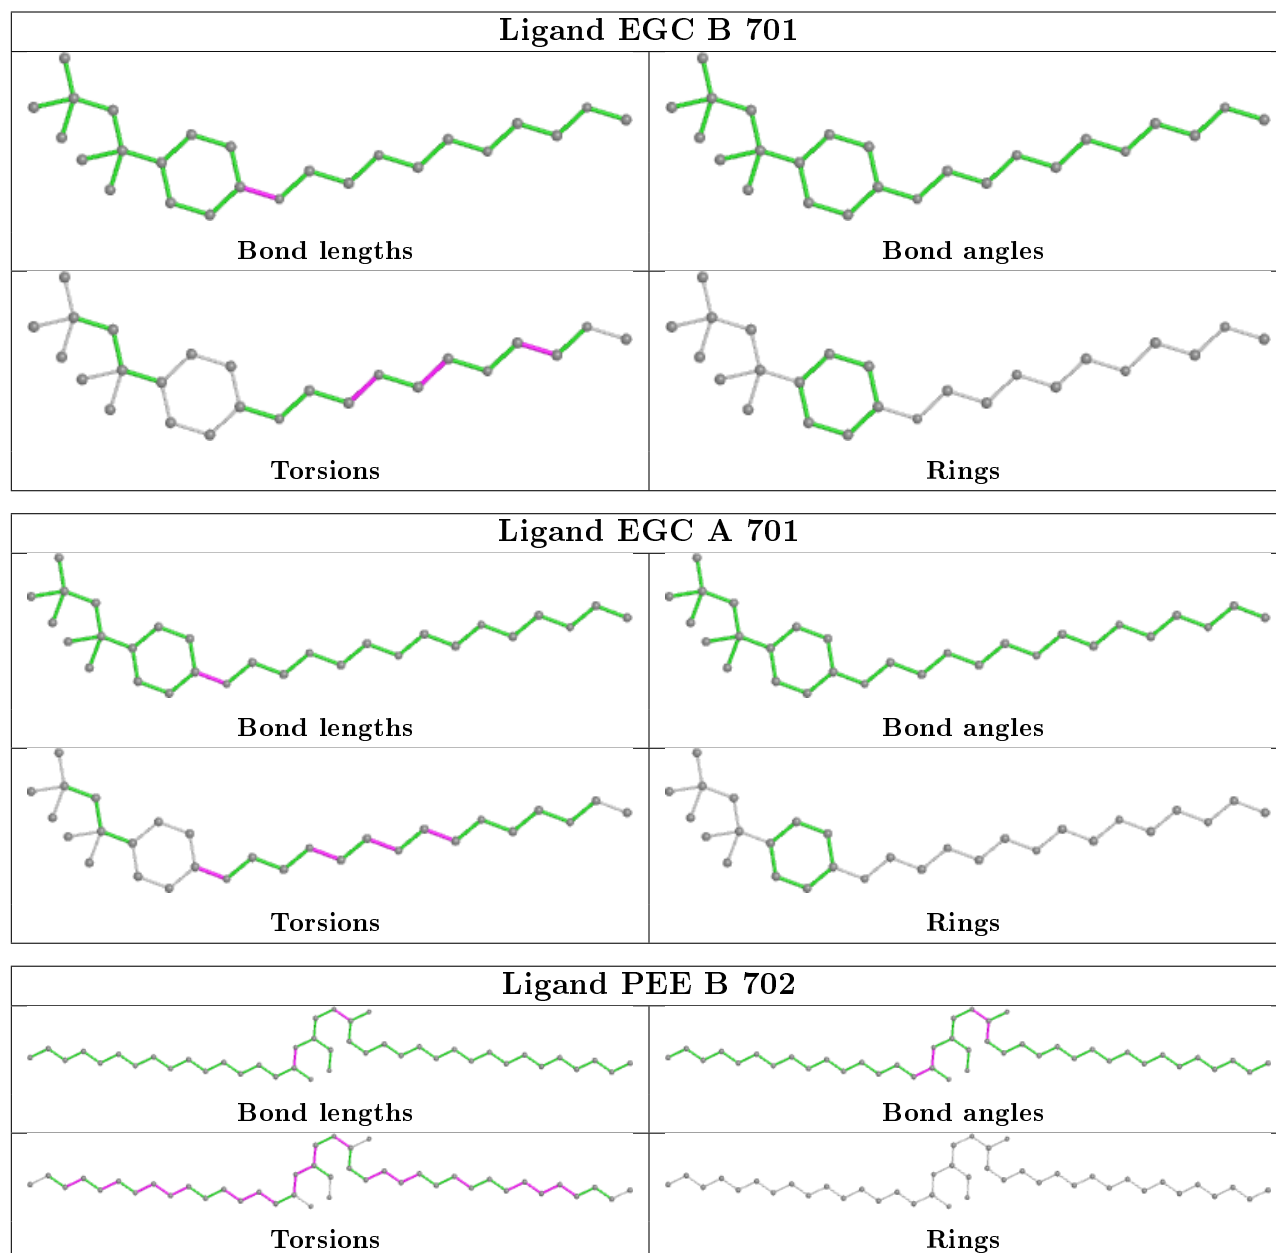 Ligand EGC B 701
Bond lengths
Bond angles
Torsions
Rings
Ligand EGC A 701
Bond lengths
Bond angles
Torsions
Rings
Ligand PEE B 702
Bond lengths
Bond angles
Torsions
Rings